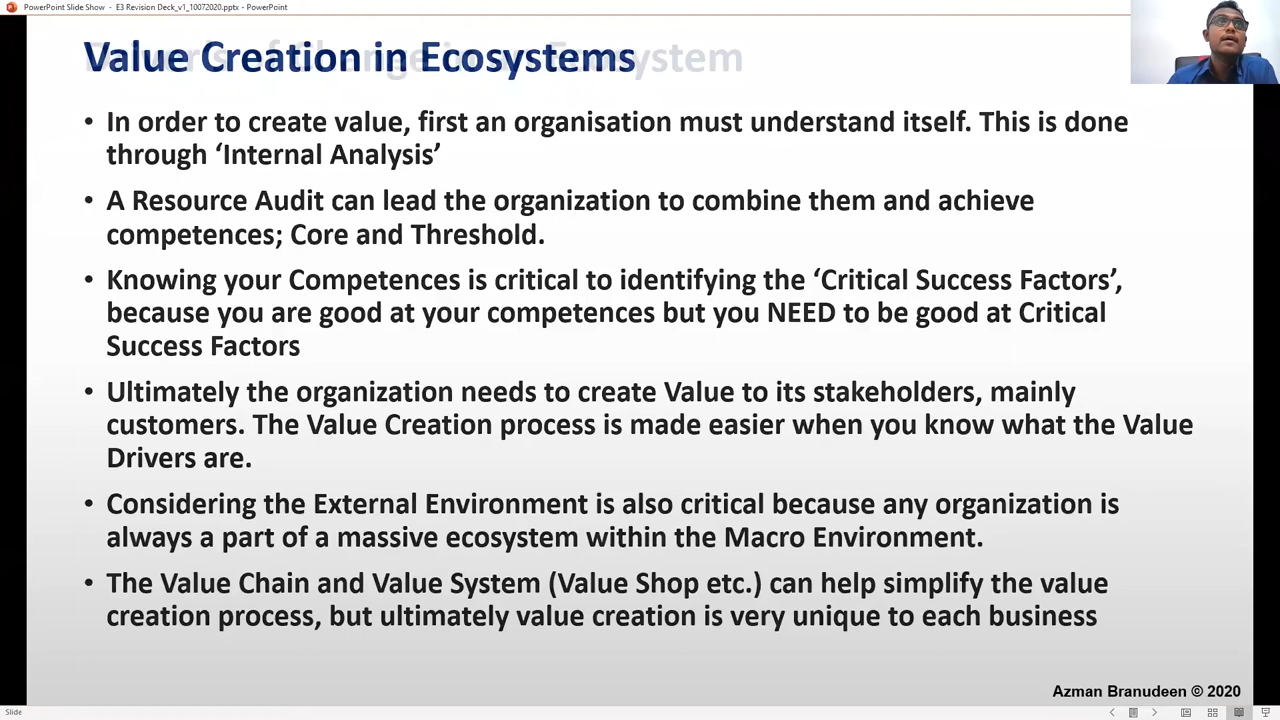 PowerPoint Slide Show - E3 Revision Deck_v1_10072020.pptx - PowerPoint
Value Creation in Ecosystems
• In order to create value, first an organisation must understand itself. This is done
through ‘Internal Analysis’
• A Resource Audit can lead the organization to combine them and achieve
competences; Core and Threshold.
• Knowing your Competences is critical to identifying the ‘Critical Success Factors’,
because you are good at your competences but you NEED to be good at Critical
Success Factors
• Ultimately the organization needs to create Value to its stakeholders, mainly
customers. The Value Creation process is made easier when you know what the Value
Drivers are.
• Considering the External Environment is also critical because any organization is
always a part of a massive ecosystem within the Macro Environment.
• The Value Chain and Value System (Value Shop etc.) can help simplify the value
creation process, but ultimately value creation is very unique to each business
Azman Branudeen © 2020
Slide